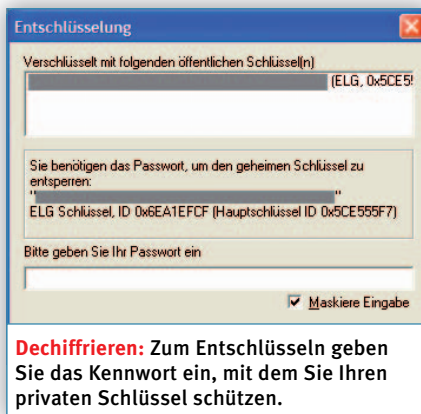 Entschlüsselung
Verschlüsselt mit folgenden öffentlichen Schlüssel(n)
(ELG, 0x5CE5
Sie benötigen das Passwort, um den geheimen Schlüssel zu
entsperren:
" "
ELG Schlüssel, ID 0x6EA1EFCF (Hauptschlüssel ID 0x5CE555F7)
Bitte geben Sie Ihr Passwort ein
Maskiere Eingabe
Dechiffrieren: Zum Entschlüsseln geben
Sie das Kennwort ein, mit dem Sie Ihren
privaten Schlüssel schützen.